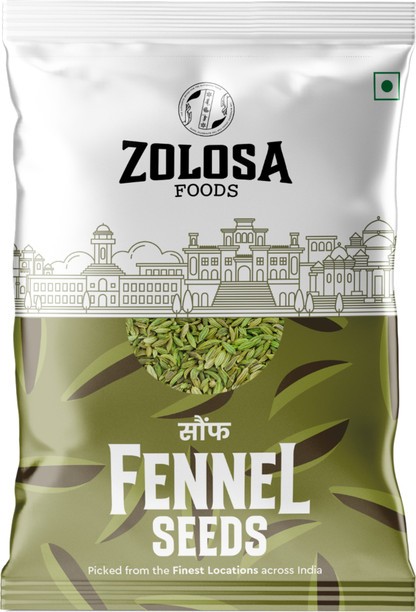 ZOLOSA
FOODS
सौंफ
FENNEL
SEEDS
Picked from the Finest Locations across India